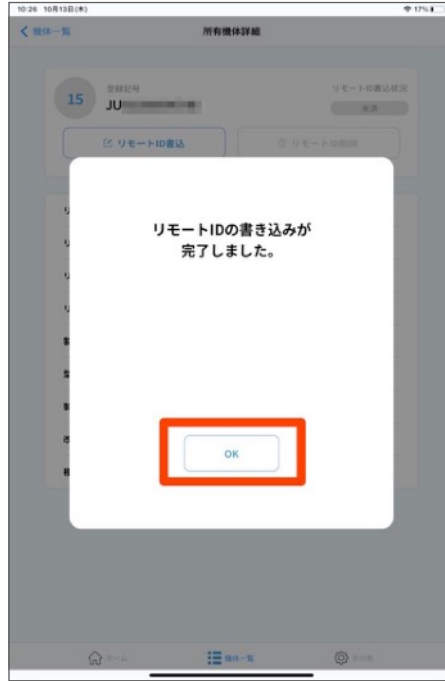 10:26 10月13日(木)
17%
機体一覧
所有機体詳細
15
登録記号
JU
リモートID書込状況
リモートID書込
リモートID削除
リモートIDの書き込みが
完了しました。
OK
ホーム
機体一覧
その他